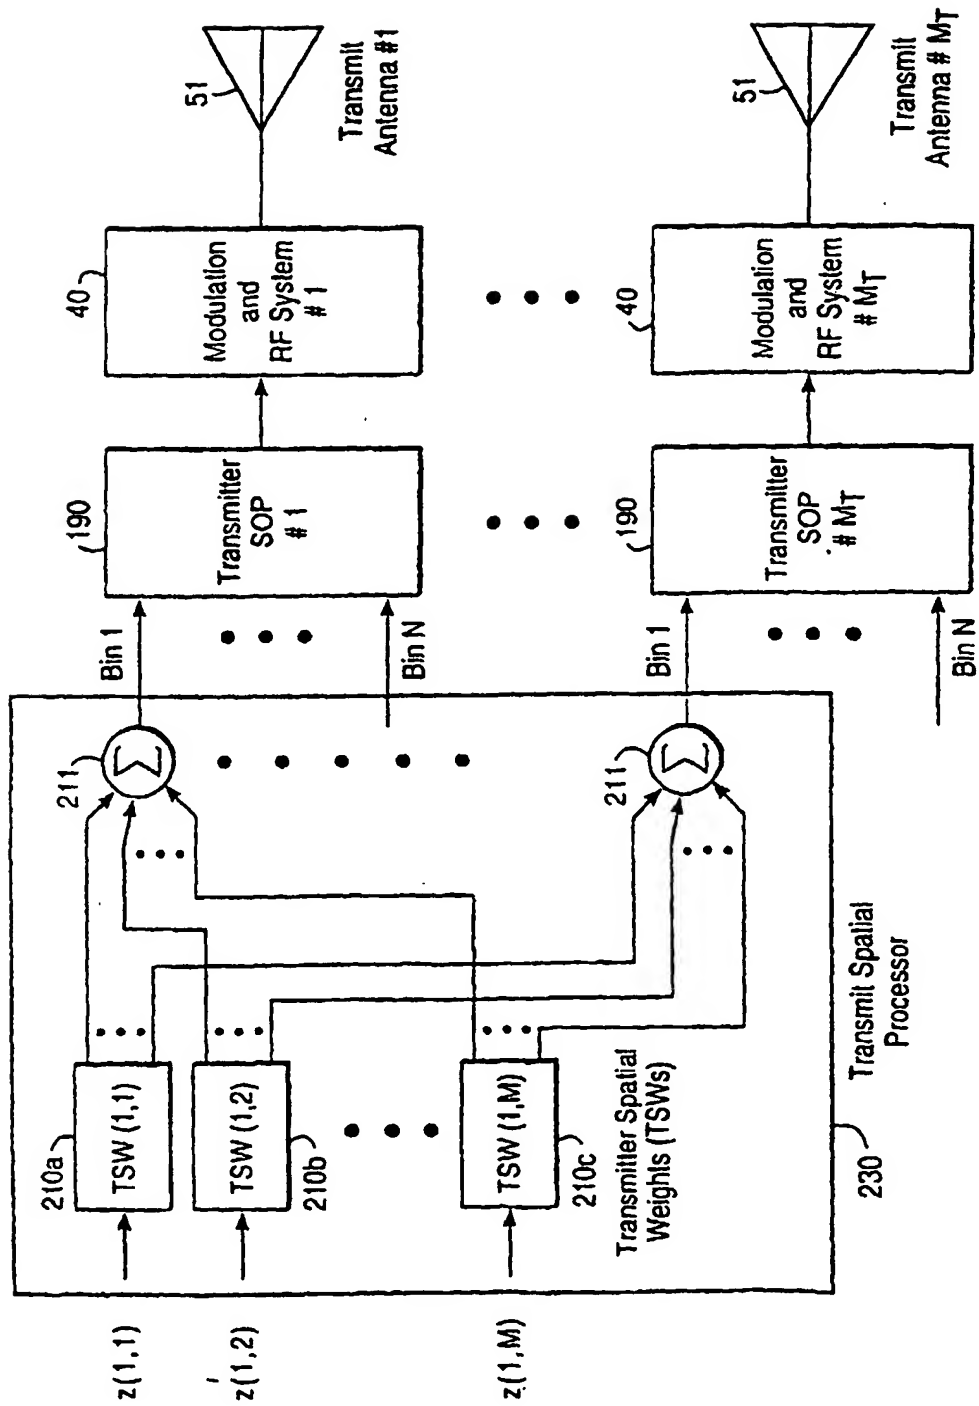 z(1,1)
z(1,2)
z(1,M)
210a
TSW (1,1)
TSW (1,2)
210b
TSW (1,M)
210c
Transmitter Spatial
Weights (TSWs)
230
Transmit Spatial
Processor
211
Σ
211
Σ
Bin 1
Bin N
Bin 1
Bin N
190
Transmitter
SOP
# 1
190
Transmitter
SOP
# MT
40
Modulation
and
RF System
# 1
40
Modulation
and
RF System
# MT
51
Transmit
Antenna #1
51
Transmit
Antenna # MT